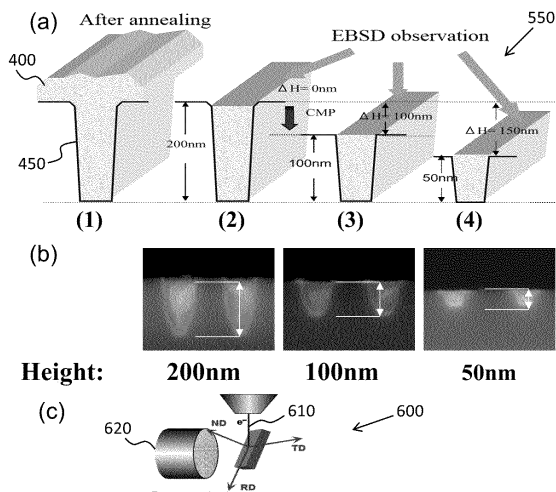 (a)
After annealing
EBSD observation
550
400
450
200nm
ΔH= 0nm
CMP
100nm
ΔH= 100nm
50nm
ΔH= 150nm
(1) (2) (3) (4)
(b)
Height: 200nm 100nm 50nm
(c)
620
ND
e⁻
610
600
TD
RD